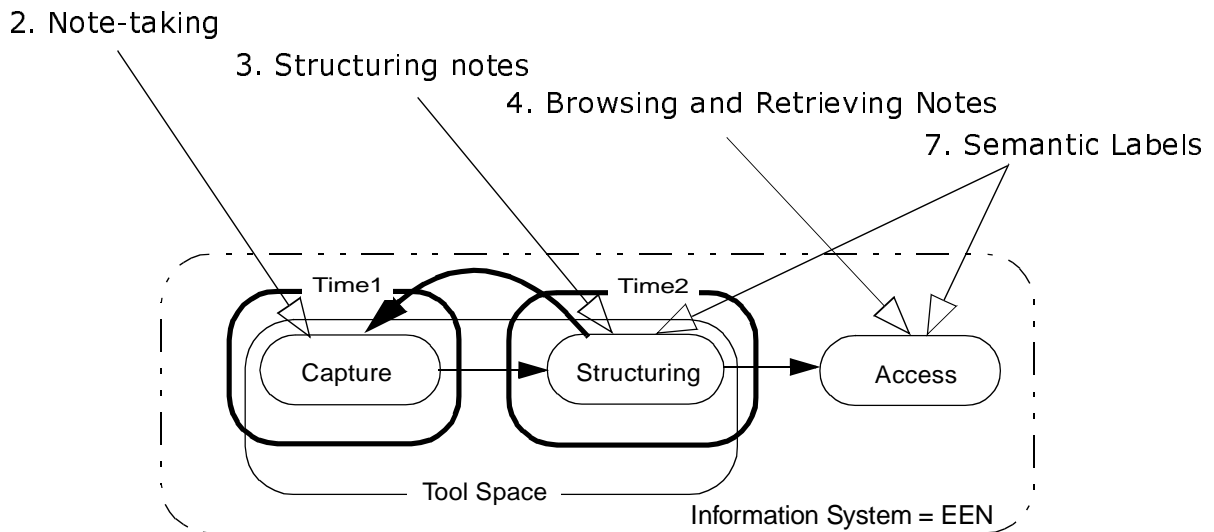 2. Note-taking
3. Structuring notes
4. Browsing and Retrieving Notes
7. Semantic Labels
Time1
Time2
Capture
Structuring
Access
Tool Space
Information System = EEN